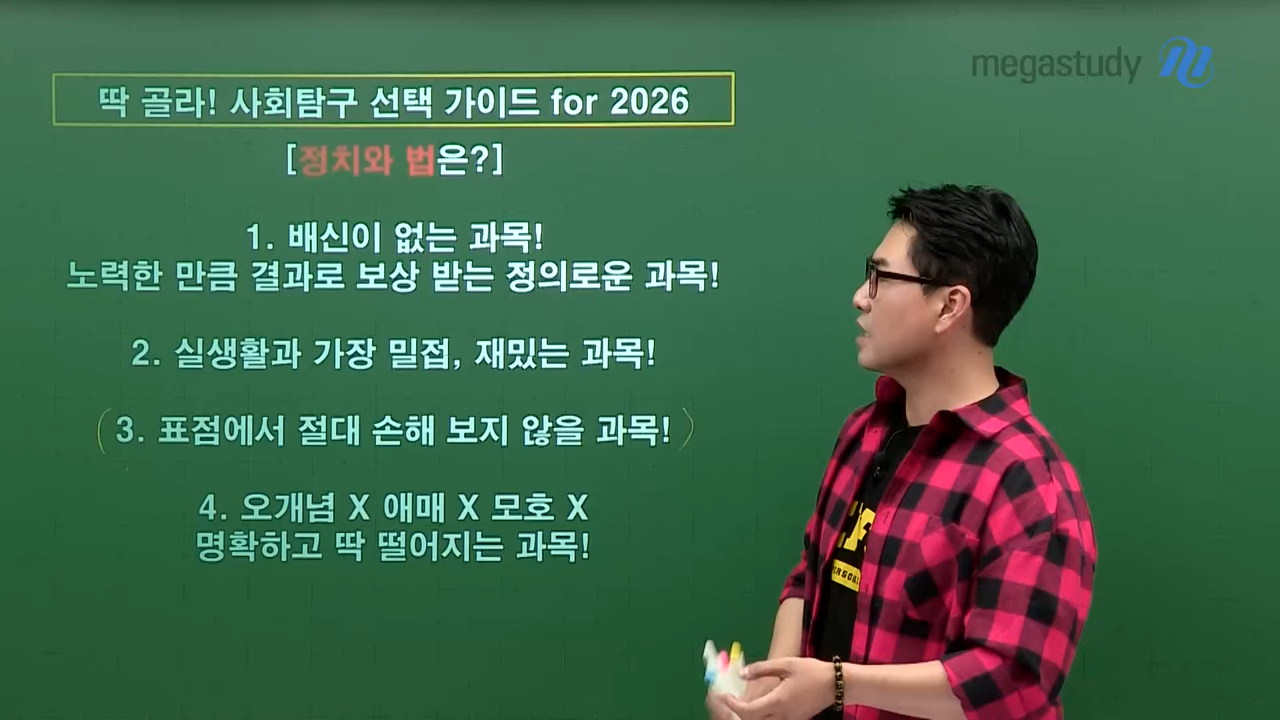 megastudy
딱 골라! 사회탐구 선택 가이드 for 2026
[정치와 법은?]
1. 배신이 없는 과목!
노력한 만큼 결과로 보상 받는 정의로운 과목!
2. 실생활과 가장 밀접, 재밌는 과목!
3. 표점에서 절대 손해 보지 않을 과목!
4. 오개념 X 애매 X 모호 X
명확하고 딱 떨어지는 과목!